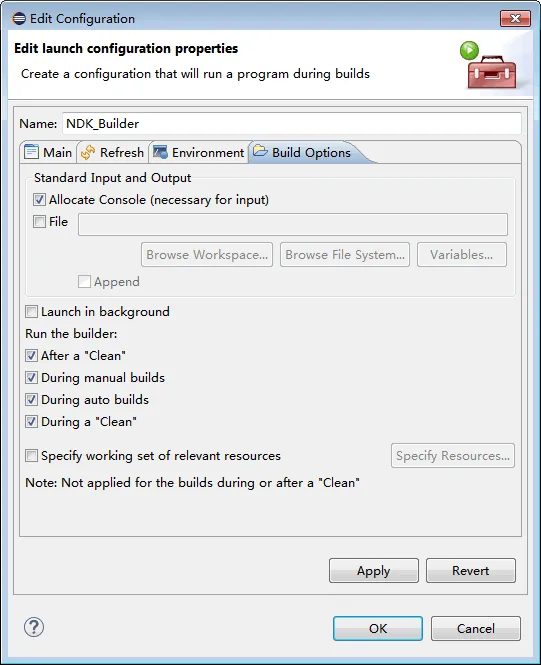 Edit Configuration
Edit launch configuration properties
Create a configuration that will run a program during builds
Name: NDK_Builder
Main Refresh Environment Build Options
Standard Input and Output
Allocate Console (necessary for input)
File
Browse Workspace... Browse File System... Variables...
Append
Launch in background
Run the builder:
After a "Clean"
During manual builds
During auto builds
During a "Clean"
Specify working set of relevant resources Specify Resources...
Note: Not applied for the builds during or after a "Clean"
Apply Revert
? OK Cancel